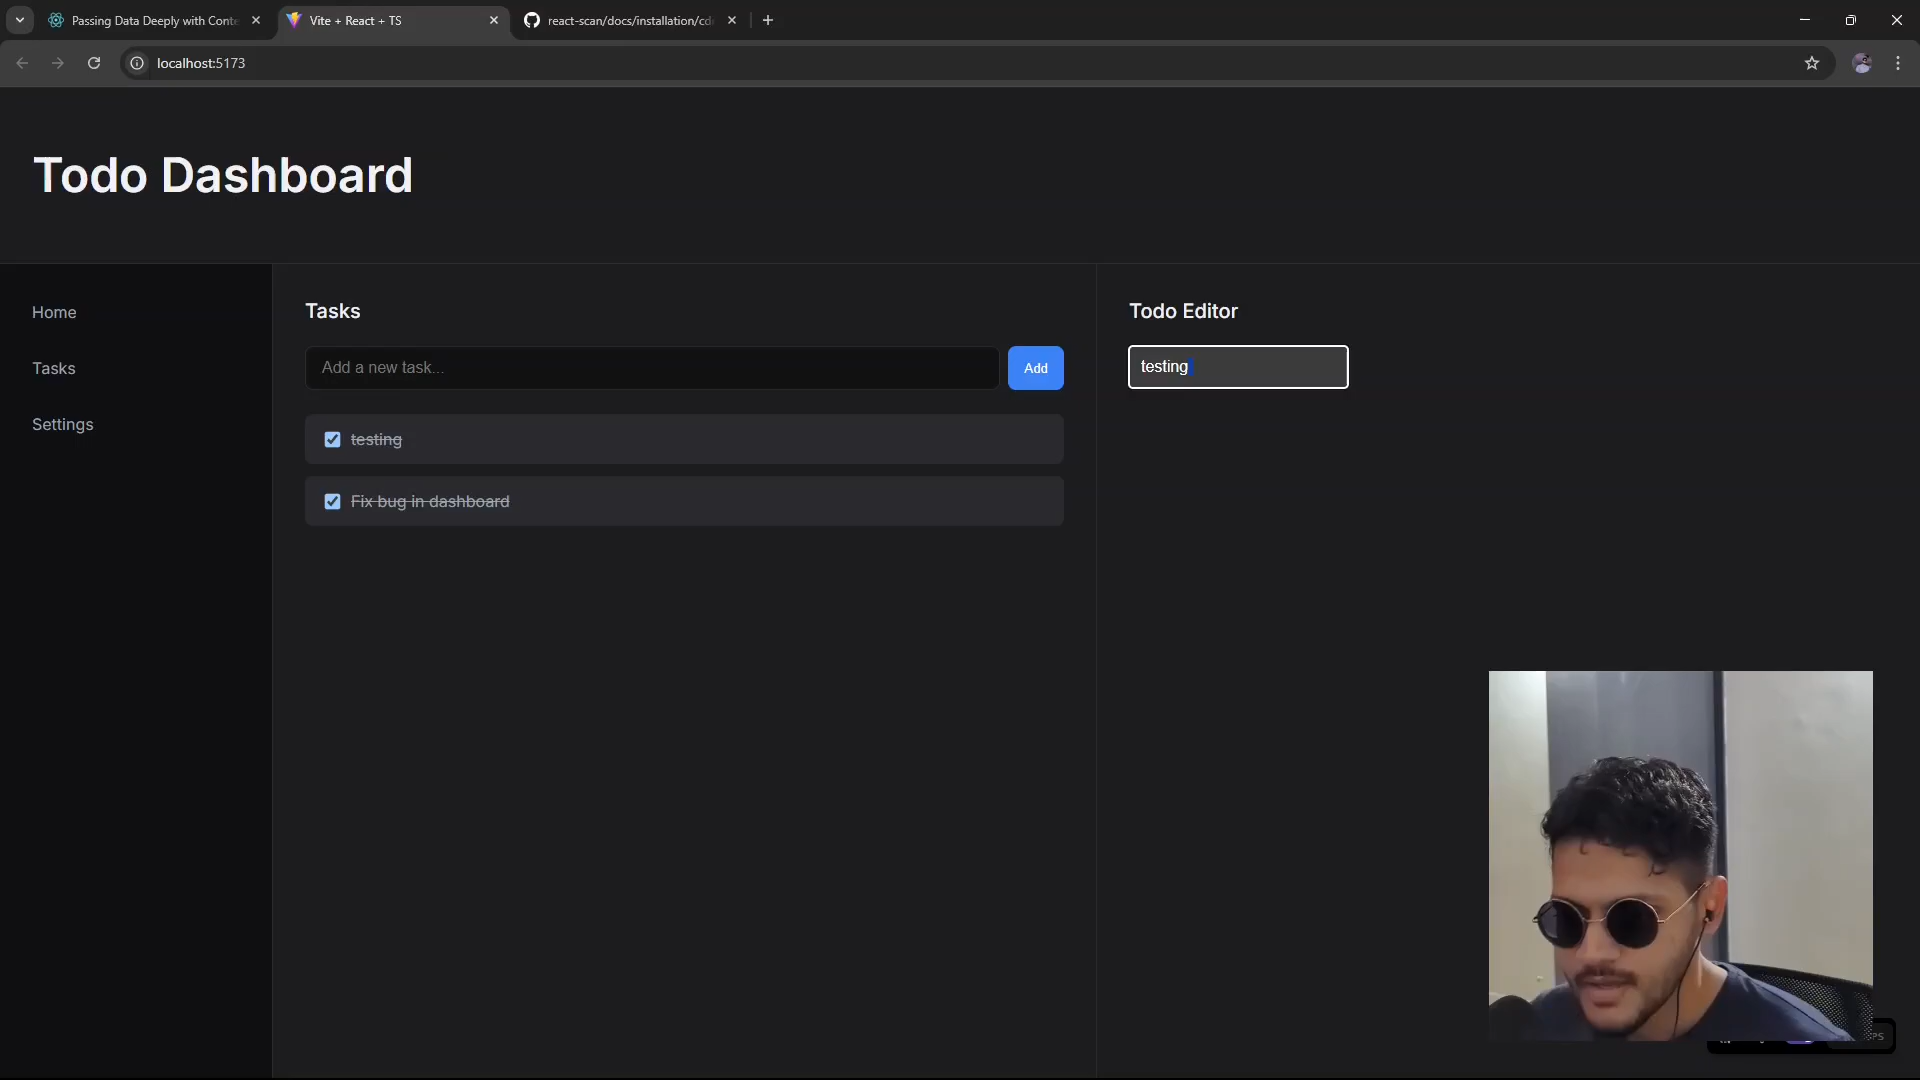 Passing Data Deeply with Conte
Vite + React + TS
react-scan/docs/installation/cd
localhost:5173
Todo Dashboard
Home
Tasks
Settings
Tasks
Add a new task...
Add
testing
Fix bug in dashboard
Todo Editor
testing